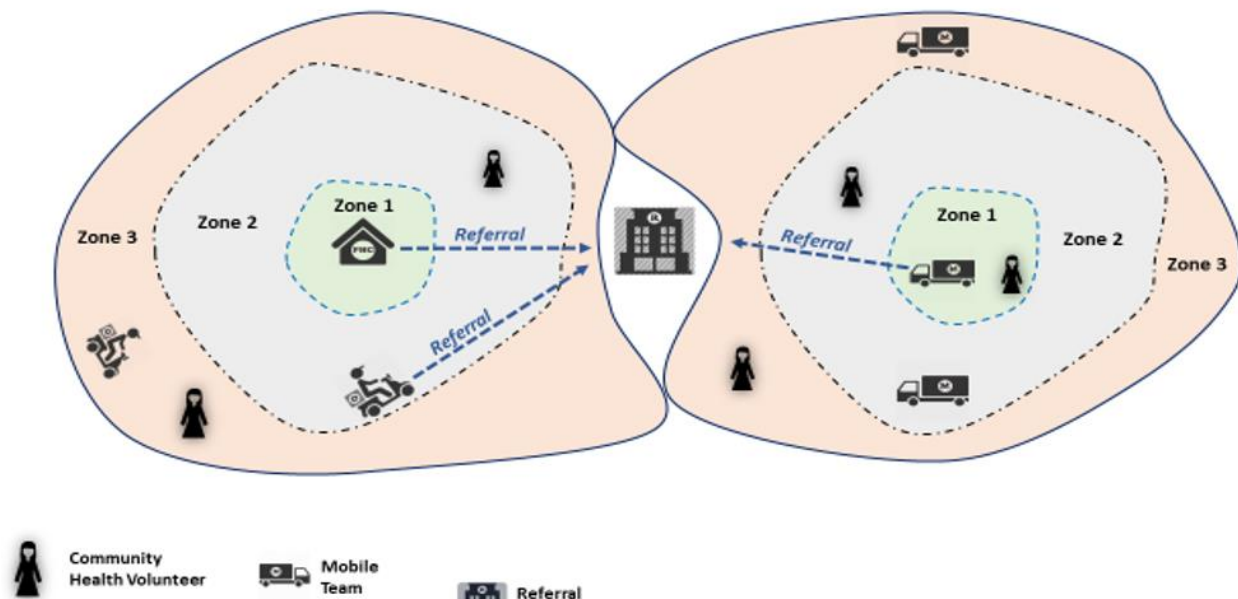 Zone 1
Zone 2
Zone 3
PHC
Referral
Referral
Zone 1
Zone 2
Zone 3
Referral
M
M
M
Community
Health Volunteer
Mobile
Team
M
Referral